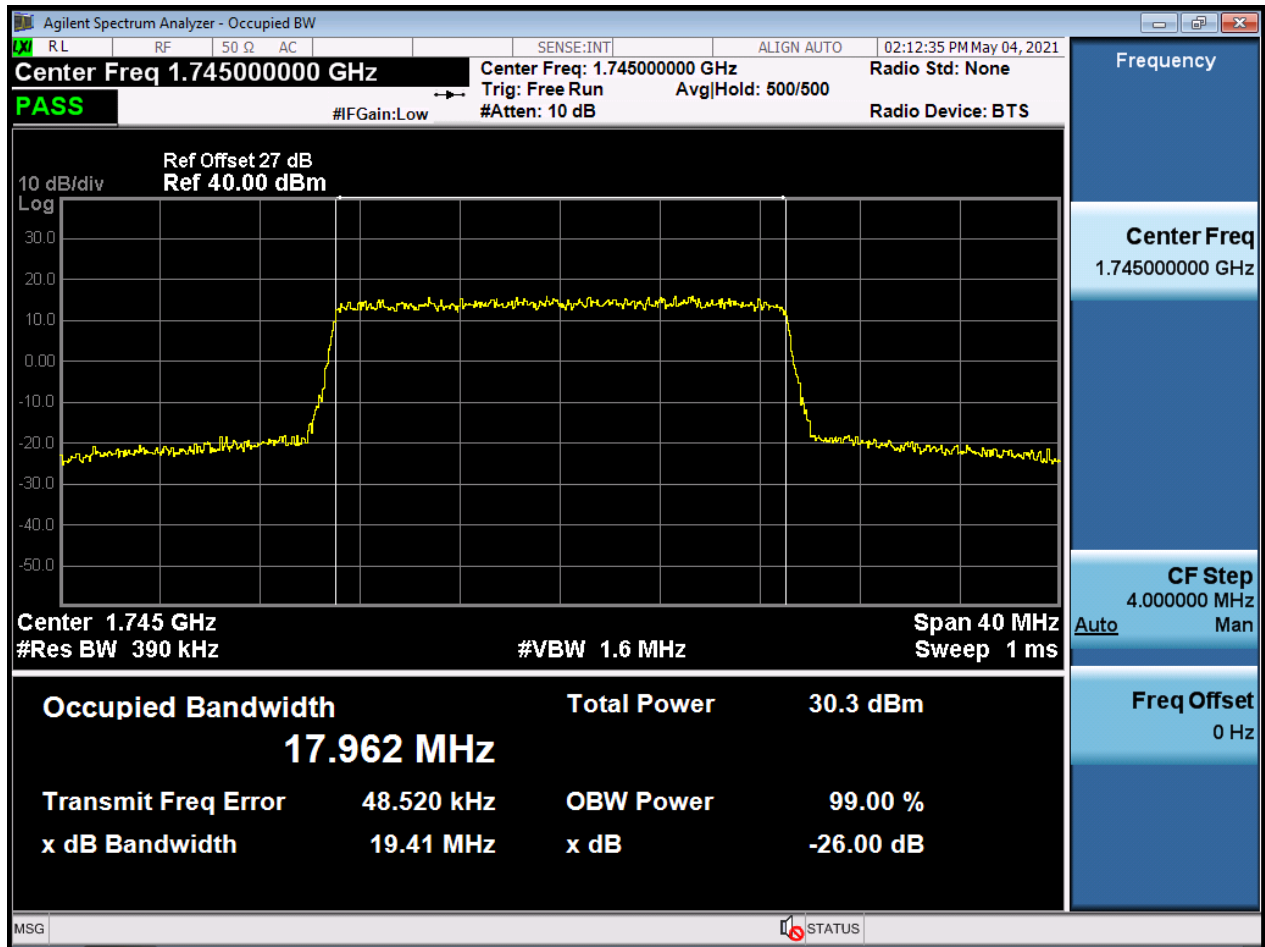 Agilent Spectrum Analyzer - Occupied BW
LXI RL RF 50 Ω AC SENSE:INT ALIGN AUTO 02:12:35 PM May 04, 2021
Center Freq 1.745000000 GHz
Center Freq: 1.745000000 GHz Radio Std: None
Trig: Free Run Avg|Hold: 500/500
PASS
#IFGain:Low #Atten: 10 dB Radio Device: BTS
Ref Offset 27 dB
10 dB/div Ref 40.00 dBm
Log
30.0
20.0
10.0
0.00
-10.0
-20.0
-30.0
-40.0
-50.0
Center 1.745 GHz Span 40 MHz
#Res BW 390 kHz #VBW 1.6 MHz Sweep 1 ms
Occupied Bandwidth Total Power 30.3 dBm
17.962 MHz
Transmit Freq Error 48.520 kHz OBW Power 99.00 %
x dB Bandwidth 19.41 MHz x dB -26.00 dB
MSG STATUS
Frequency
Center Freq
1.745000000 GHz
CF Step
4.000000 MHz
Auto Man
Freq Offset
0 Hz